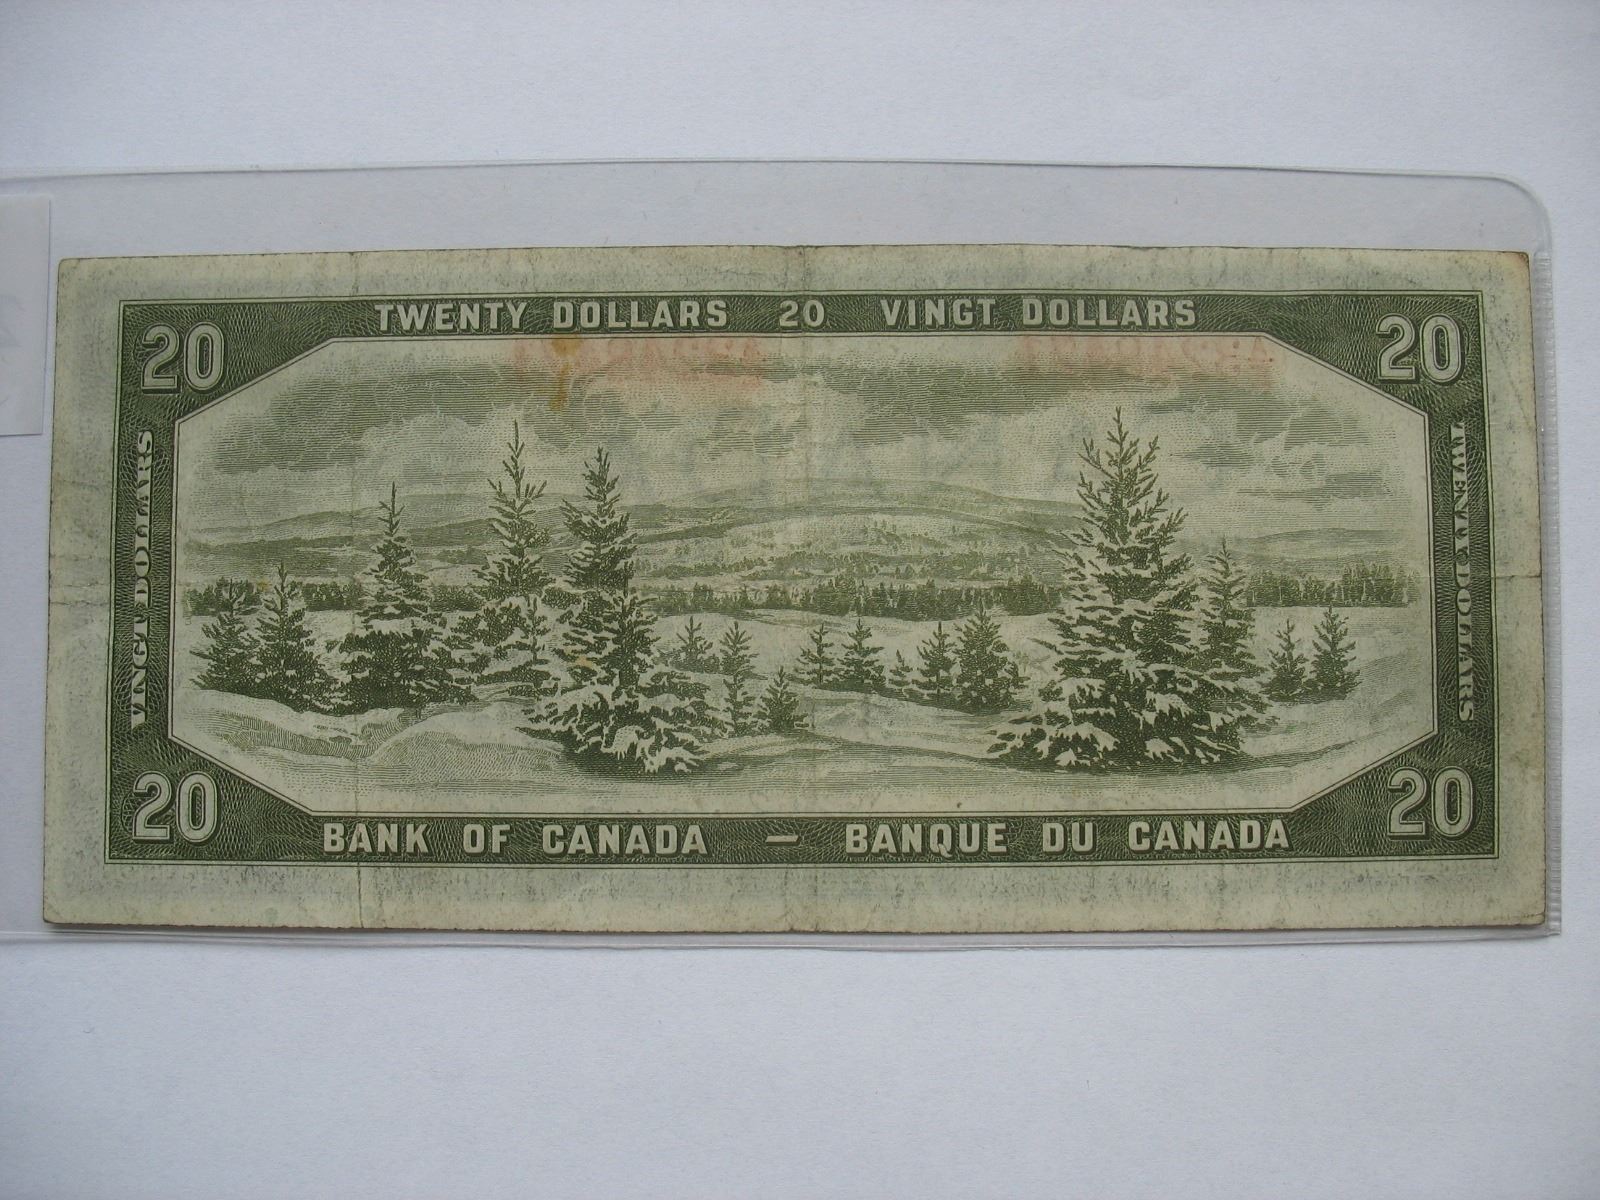 TWENTY DOLLARS 20 VINGT DOLLARS
20
20
VINGT DOLLARS
TWENTY DOLLARS
20
20
BANK OF CANADA — BANQUE DU CANADA